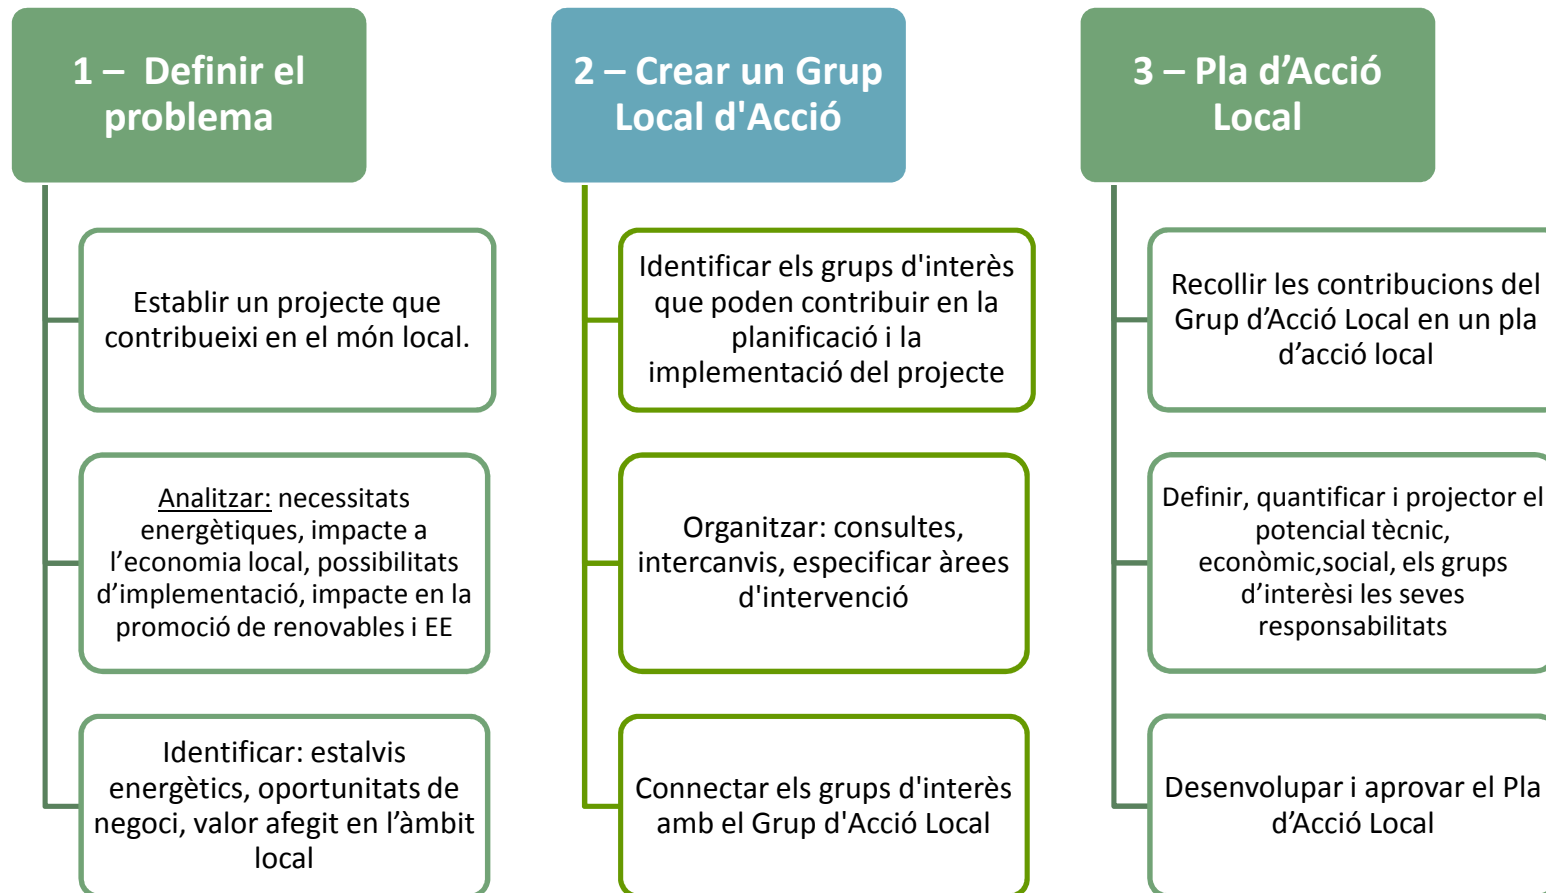 1 – Definir el
problema
Establir un projecte que
contribueixi en el món local.
Analitzar: necessitats
energètiques, impacte a
l’economia local, possibilitats
d’implementació, impacte en la
promoció de renovables i EE
Identificar: estalvis
energètics, oportunitats de
negoci, valor afegit en l’àmbit
local
2 – Crear un Grup
Local d'Acció
Identificar els grups d'interès
que poden contribuir en la
planificació i la
implementació del projecte
Organitzar: consultes,
intercanvis, especificar àrees
d'intervenció
Connectar els grups d'interès
amb el Grup d'Acció Local
3 – Pla d’Acció
Local
Recollir les contribucions del
Grup d’Acció Local en un pla
d’acció local
Definir, quantificar i projector el
potencial tècnic,
econòmic,social, els grups
d’interèsi les seves
responsabilitats
Desenvolupar i aprovar el Pla
d’Acció Local